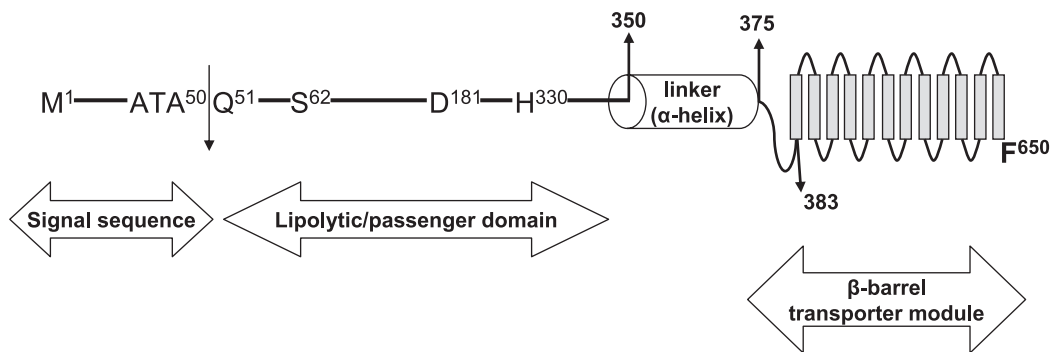 350
375
M¹
ATA⁵⁰
Q⁵¹
S⁶²
D¹⁸¹
H³³⁰
linker
(α-helix)
F⁶⁵⁰
383
Signal sequence
Lipolytic/passenger domain
β-barrel
transporter module